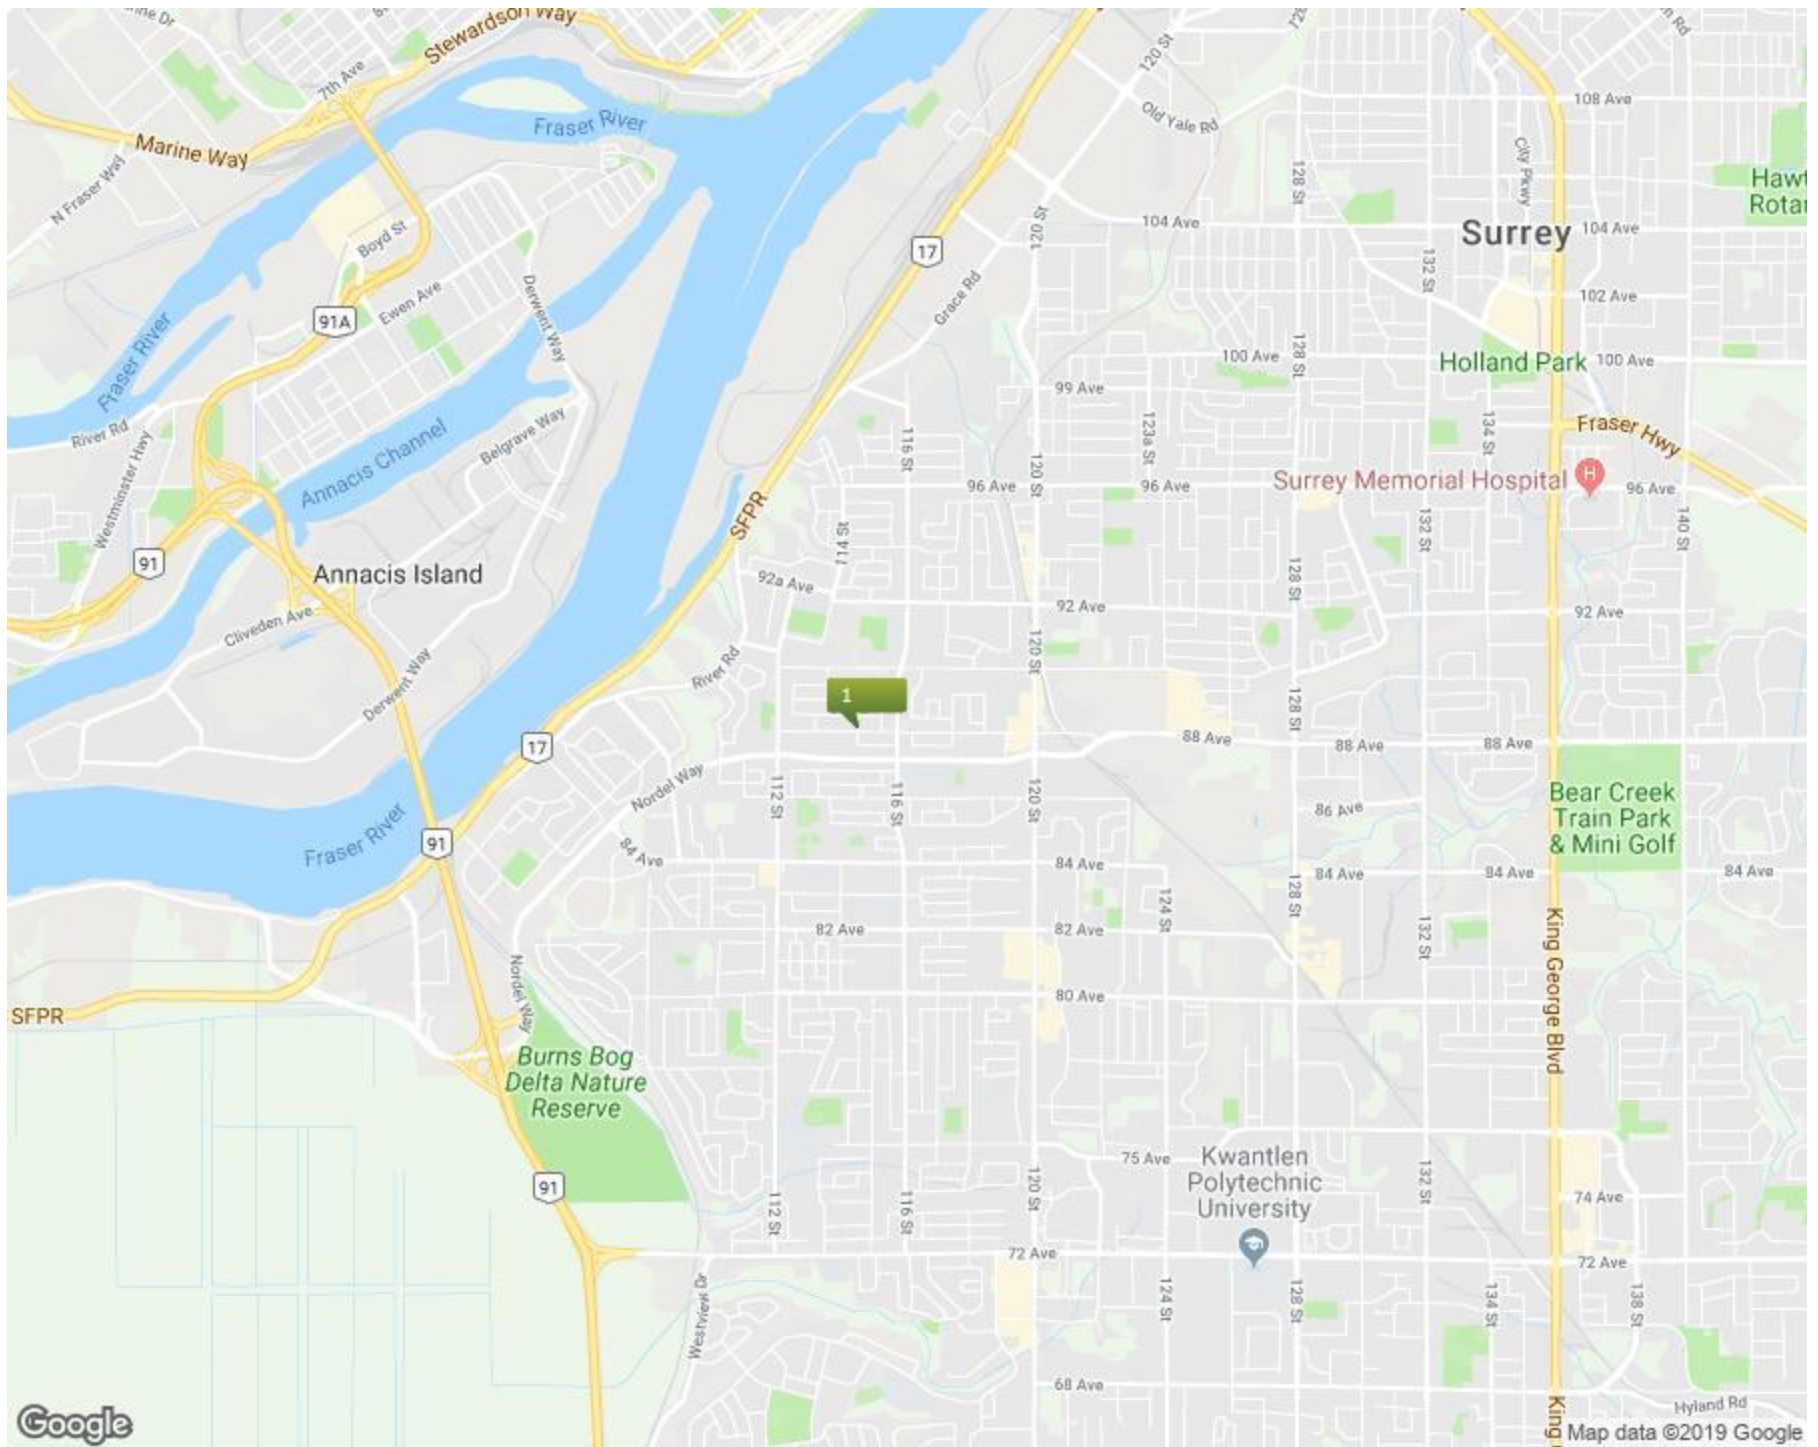 Stewardson Way
7th Ave
Marine Way
N Fraser Way
Fraser River
120 St
Old Yale Rd
108 Ave
City Pkwy
128 St
104 Ave
120 St
Surrey
104 Ave
132 St
17
Boyd St
Ewen Ave
91A
Derwent Way
Grace Rd
102 Ave
Fraser River
100 Ave
128 St
Holland Park
100 Ave
99 Ave
River Rd
Westminster Hwy
Annacis Channel
Belgrave Way
116 St
123a St
134 St
Fraser Hwy
Surrey Memorial Hospital
H
96 Ave
96 Ave
96 Ave
120 St
132 St
140 St
SFPR
114 St
91
Annacis Island
92a Ave
128 St
Cliveden Ave
92 Ave
92 Ave
120 St
River Rd
Derwent Way
1
128 St
17
88 Ave
88 Ave
88 Ave
Nordel Way
112 St
116 St
120 St
86 Ave
Bear Creek
Train Park
& Mini Golf
Fraser River
91
84 Ave
84 Ave
84 Ave
84 Ave
84 Ave
128 St
124 St
82 Ave
82 Ave
132 St
King George Blvd
Nordel Way
80 Ave
SFPR
Burns Bog
Delta Nature
Reserve
75 Ave
Kwantlen
Polytechnic
University
91
112 St
116 St
120 St
132 St
74 Ave
72 Ave
72 Ave
Westview Dr
124 St
128 St
134 St
138 St
68 Ave
Hyland Rd
King
Google
Map data ©2019 Google